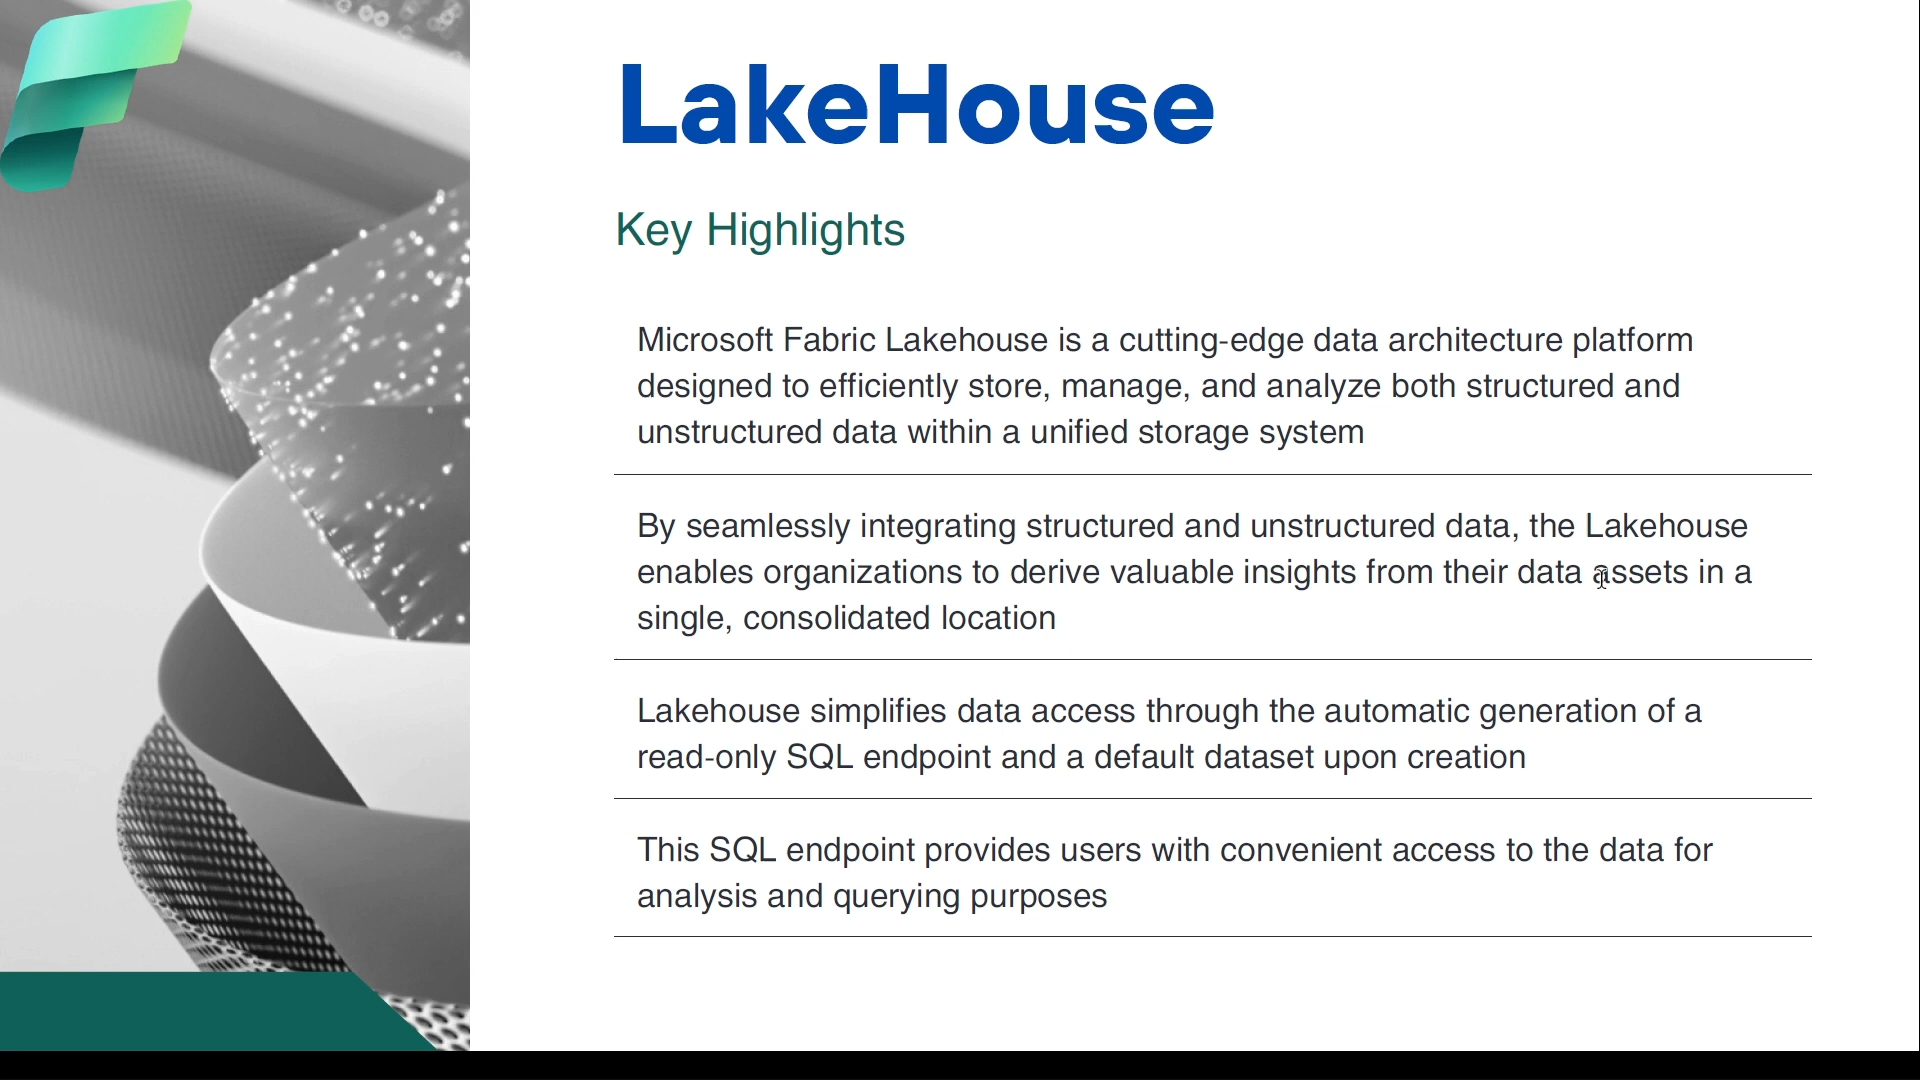 LakeHouse
Key Highlights
Microsoft Fabric Lakehouse is a cutting-edge data architecture platform
designed to efficiently store, manage, and analyze both structured and
unstructured data within a unified storage system
By seamlessly integrating structured and unstructured data, the Lakehouse
enables organizations to derive valuable insights from their data assets in a
single, consolidated location
Lakehouse simplifies data access through the automatic generation of a
read-only SQL endpoint and a default dataset upon creation
This SQL endpoint provides users with convenient access to the data for
analysis and querying purposes